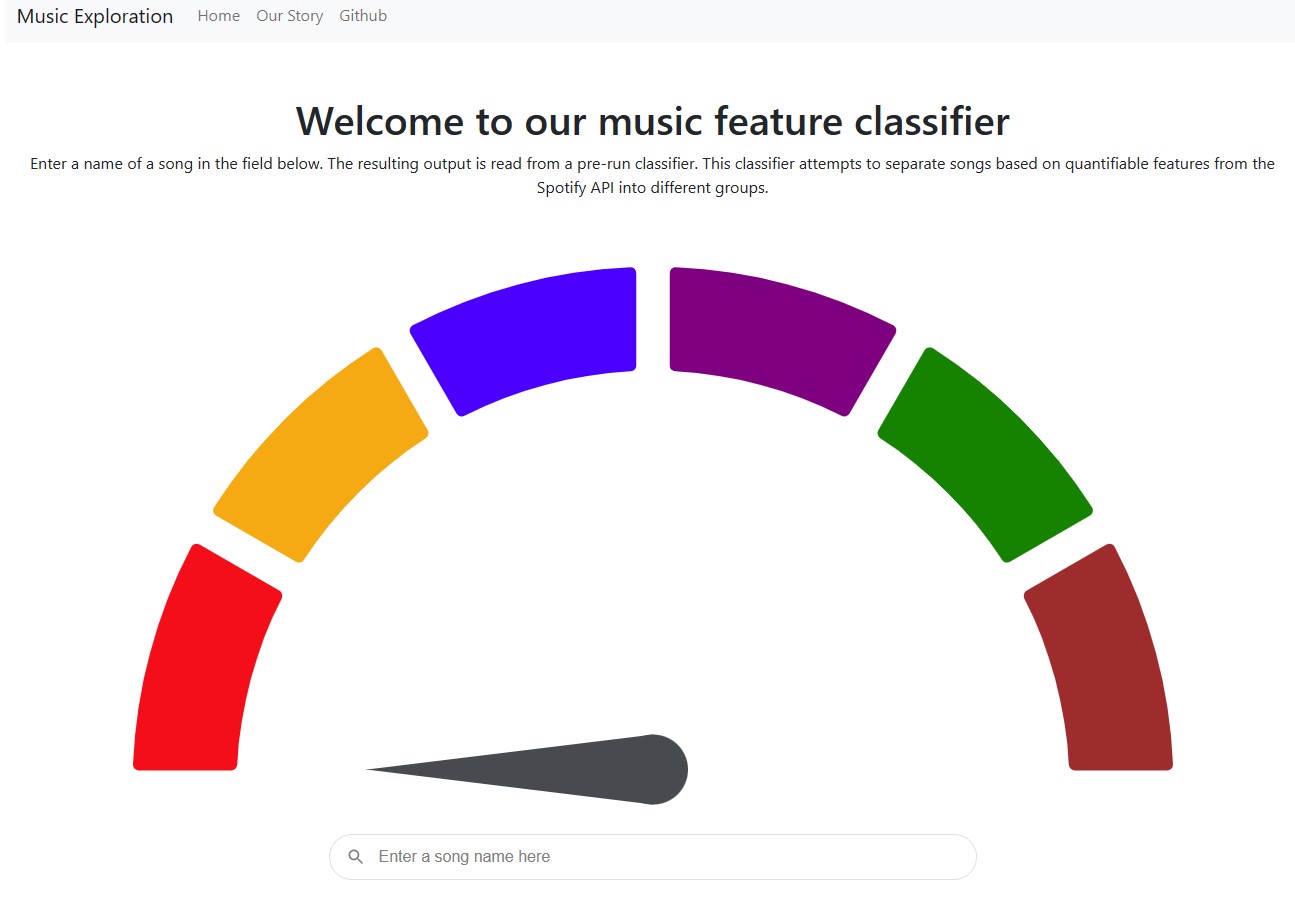 Music Exploration Home Our Story Github
Welcome to our music feature classifier
Enter a name of a song in the field below. The resulting output is read from a pre-run classifier. This classifier attempts to separate songs based on quantifiable features from the
Spotify API into different groups.
Enter a song name here